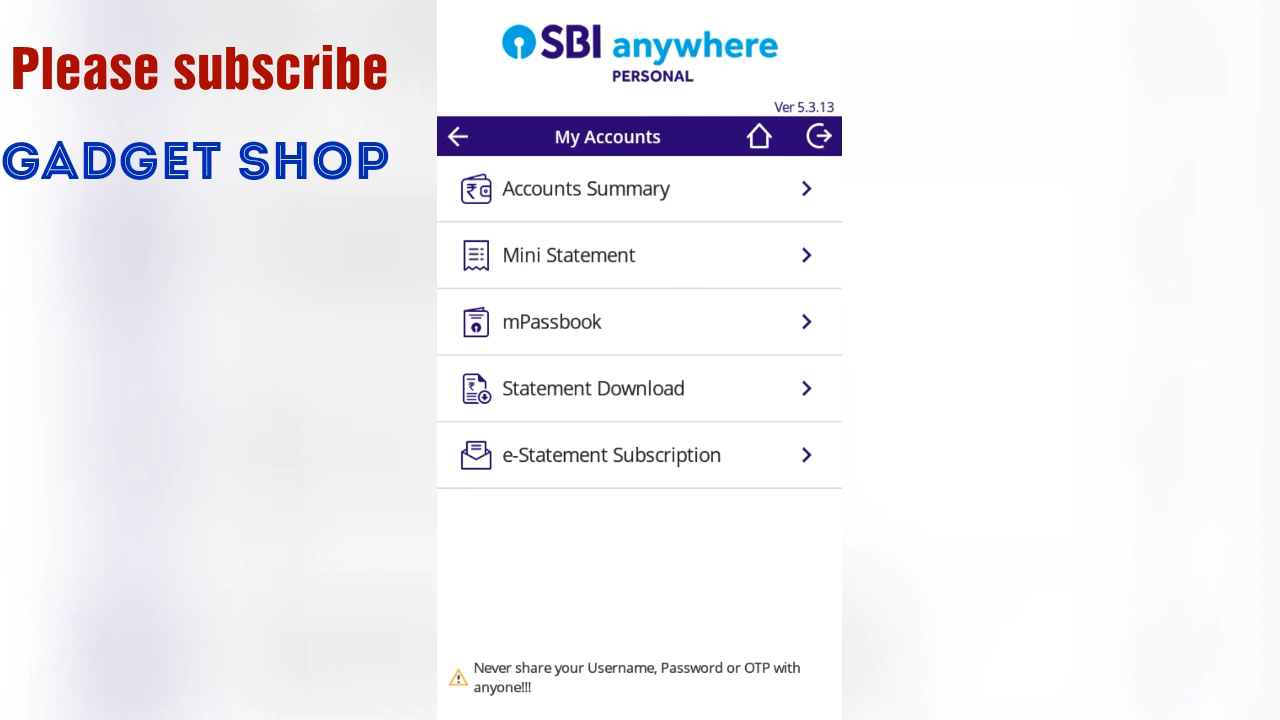 Please subscribe
GADGET SHOP
SBI anywhere
PERSONAL
Ver 5.3.13
My Accounts
Accounts Summary
Mini Statement
mPassbook
Statement Download
e-Statement Subscription
Never share your Username, Password or OTP with
anyone!!!